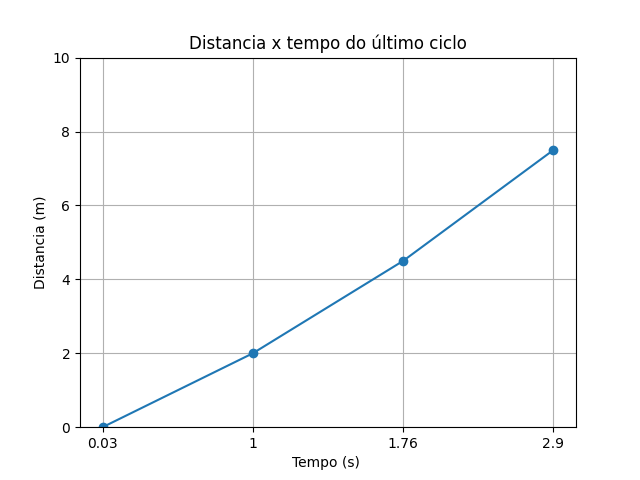 Distancia x tempo do último ciclo
10
8
6
4
2
0
Distancia (m)
0.03 1 1.76 2.9
Tempo (s)